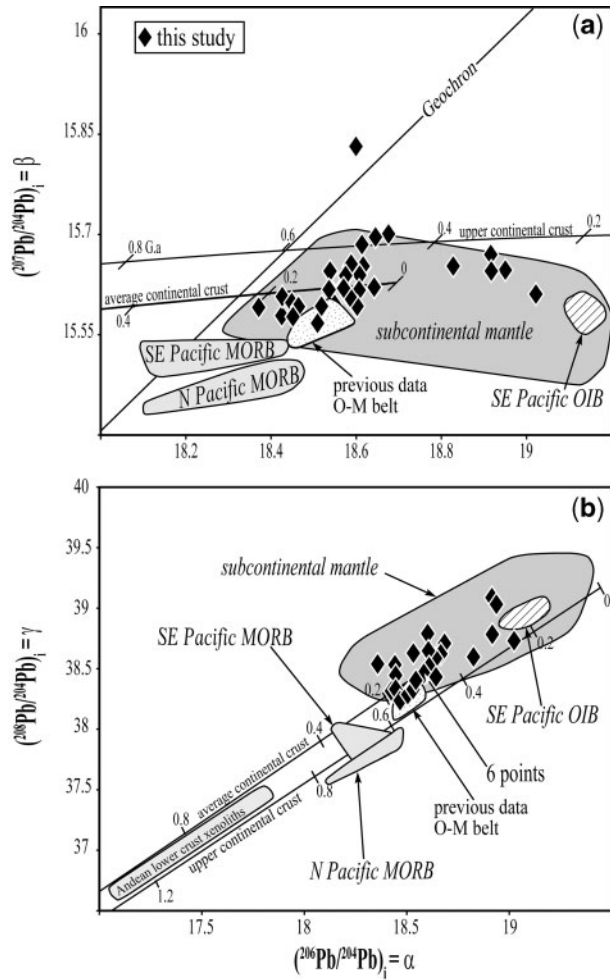 (a)
this study
16
15.85
15.7
15.55
(²⁰⁷Pb/²⁰⁴Pb)ᵢ = β
Geochron
0.8 G.a
0.6
0.4
upper continental crust
0.2
average continental crust
0.4
0.2
0
subcontinental mantle
SE Pacific MORB
N Pacific MORB
previous data
O-M belt
SE Pacific OIB
18.2
18.4
18.6
18.8
19
(b)
40
39.5
39
38.5
38
37
(²⁰⁸Pb/²⁰⁴Pb)ᵢ = γ
subcontinental mantle
SE Pacific MORB
0
0.2
0.2
0.4
0.4
0.6
SE Pacific OIB
6 points
previous data
O-M belt
0.8
average continental crust
0.8
upper continental crust
Andean lower crust xenoliths
1.2
N Pacific MORB
17.5
18
18.5
19
(²⁰⁶Pb/²⁰⁴Pb)ᵢ = α